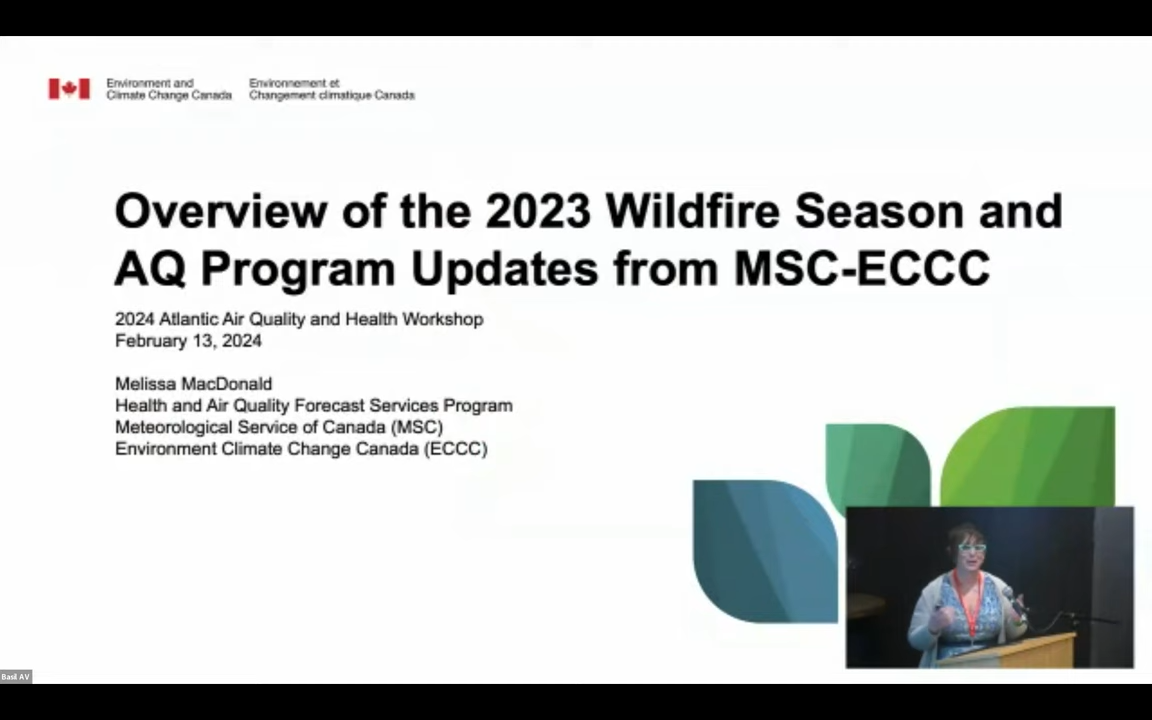 Environment and
Climate Change Canada
Environnement et
Changement climatique Canada
Overview of the 2023 Wildfire Season and
AQ Program Updates from MSC-ECCC
2024 Atlantic Air Quality and Health Workshop
February 13, 2024
Melissa MacDonald
Health and Air Quality Forecast Services Program
Meteorological Service of Canada (MSC)
Environment Climate Change Canada (ECCC)
Basil AV